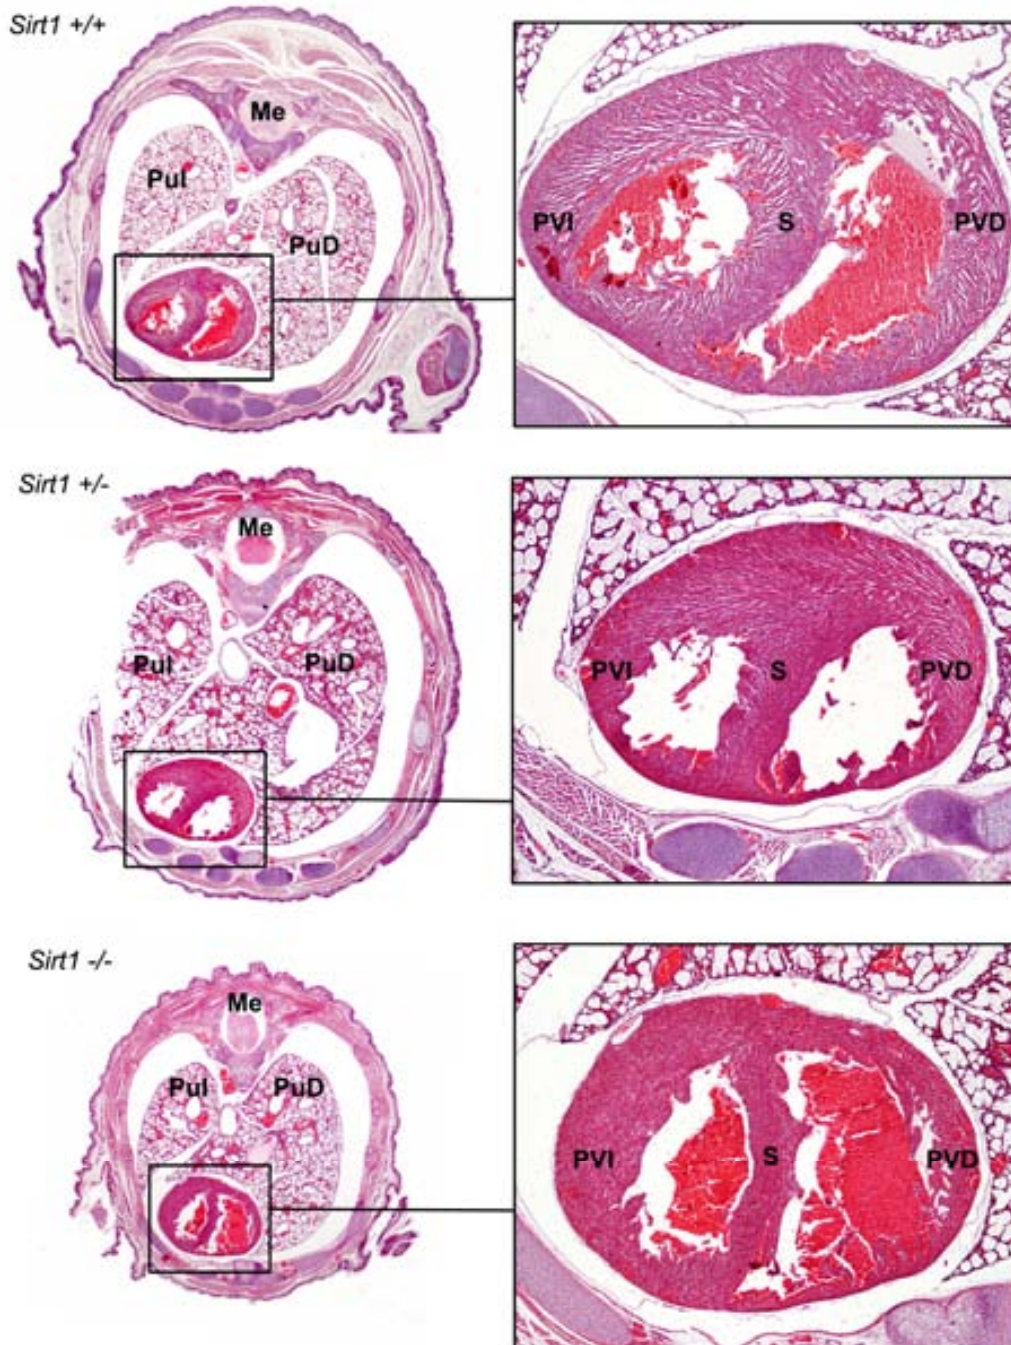 Sirt1 +/+
Me
PuI
PuD
PVI
S
PVD
Sirt1 +/-
Me
PuI
PuD
PVI
S
PVD
Sirt1 -/-
Me
PuI
PuD
PVI
S
PVD